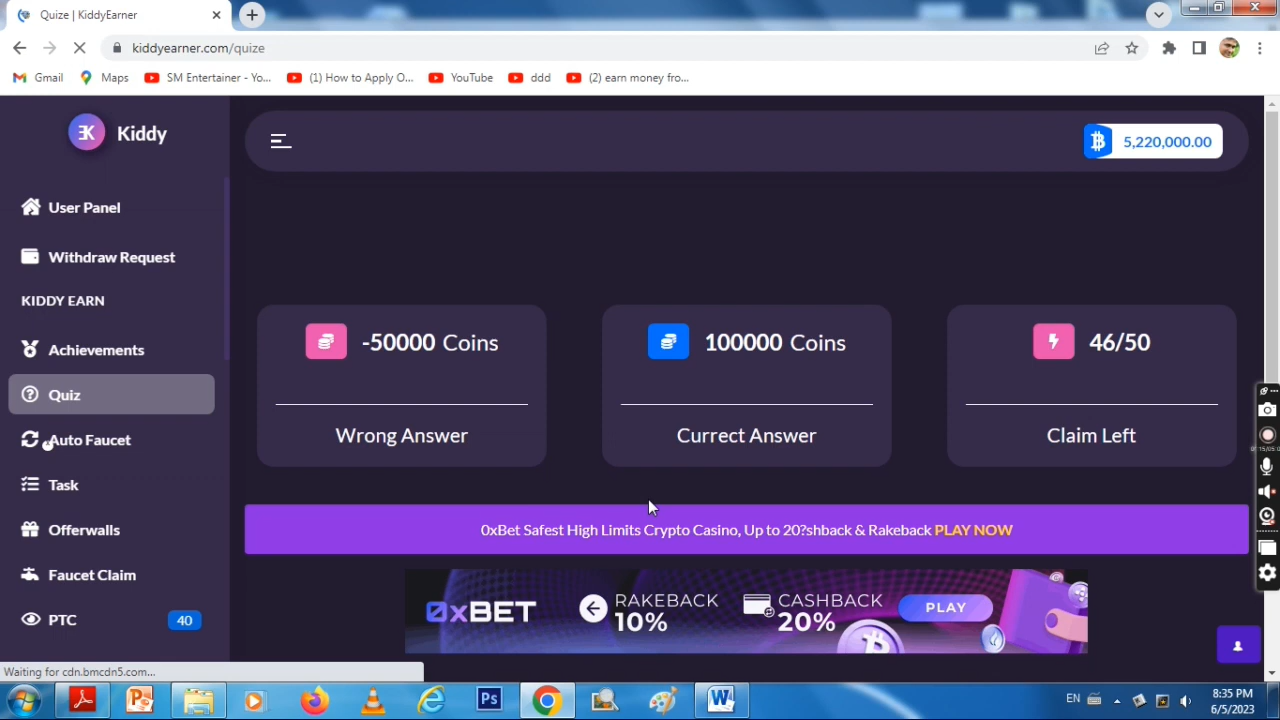 Quize | KiddyEarner
kiddyearner.com/quize
Gmail
Maps
SM Entertainer - Yo...
(1) How to Apply O...
YouTube
ddd
(2) earn money fro...
Kiddy
5,220,000.00
User Panel
Withdraw Request
KIDDY EARN
Achievements
Quiz
Auto Faucet
Task
Offerwalls
Faucet Claim
PTC 40
-50000 Coins
Wrong Answer
100000 Coins
Currect Answer
46/50
Claim Left
0xBet Safest High Limits Crypto Casino, Up to 20?shback & Rakeback PLAY NOW
0xBET
RAKEBACK
10%
CASHBACK
20%
PLAY
Waiting for cdn.bmcdn5.com...
EN
8:35 PM
6/5/2023